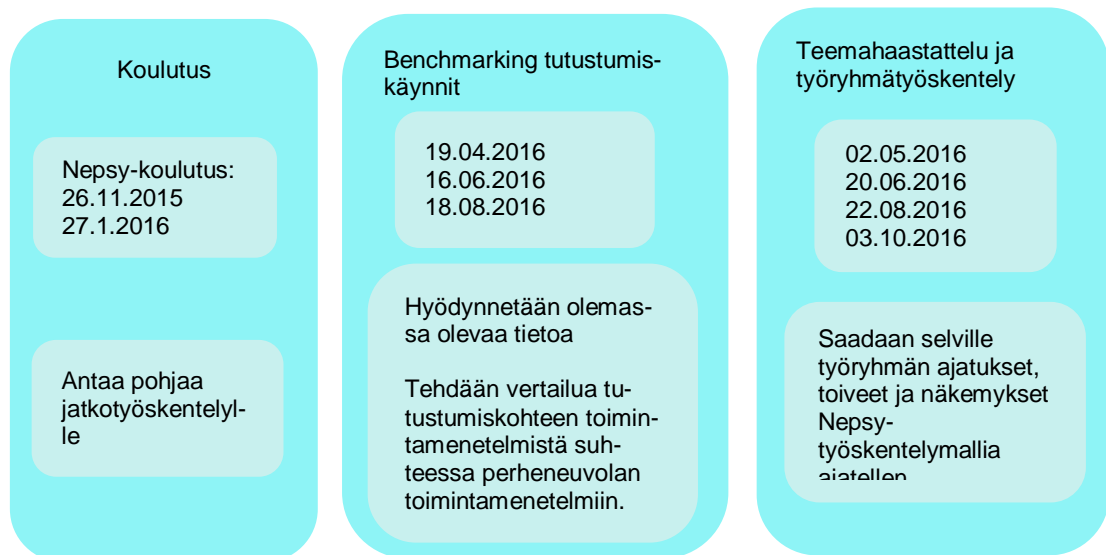 Koulutus
Nepsy-koulutus:
26.11.2015
27.1.2016
Antaa pohjaa
jatkotyöskentelyl-
le
Benchmarking tutustumis-
käynnit
19.04.2016
16.06.2016
18.08.2016
Hyödynnetään olemas-
sa olevaa tietoa
Tehdään vertailua tu-
tustumiskohteen toimin-
tamenetelmistä suh-
teessa perheneuvolan
toimintamenetelmiin.
Teemahaastattelu ja
työryhmätyöskentely
02.05.2016
20.06.2016
22.08.2016
03.10.2016
Saadaan selville
työryhmän ajatukset,
toiveet ja näkemykset
Nepsy-
työskentelymallia
ajatellen